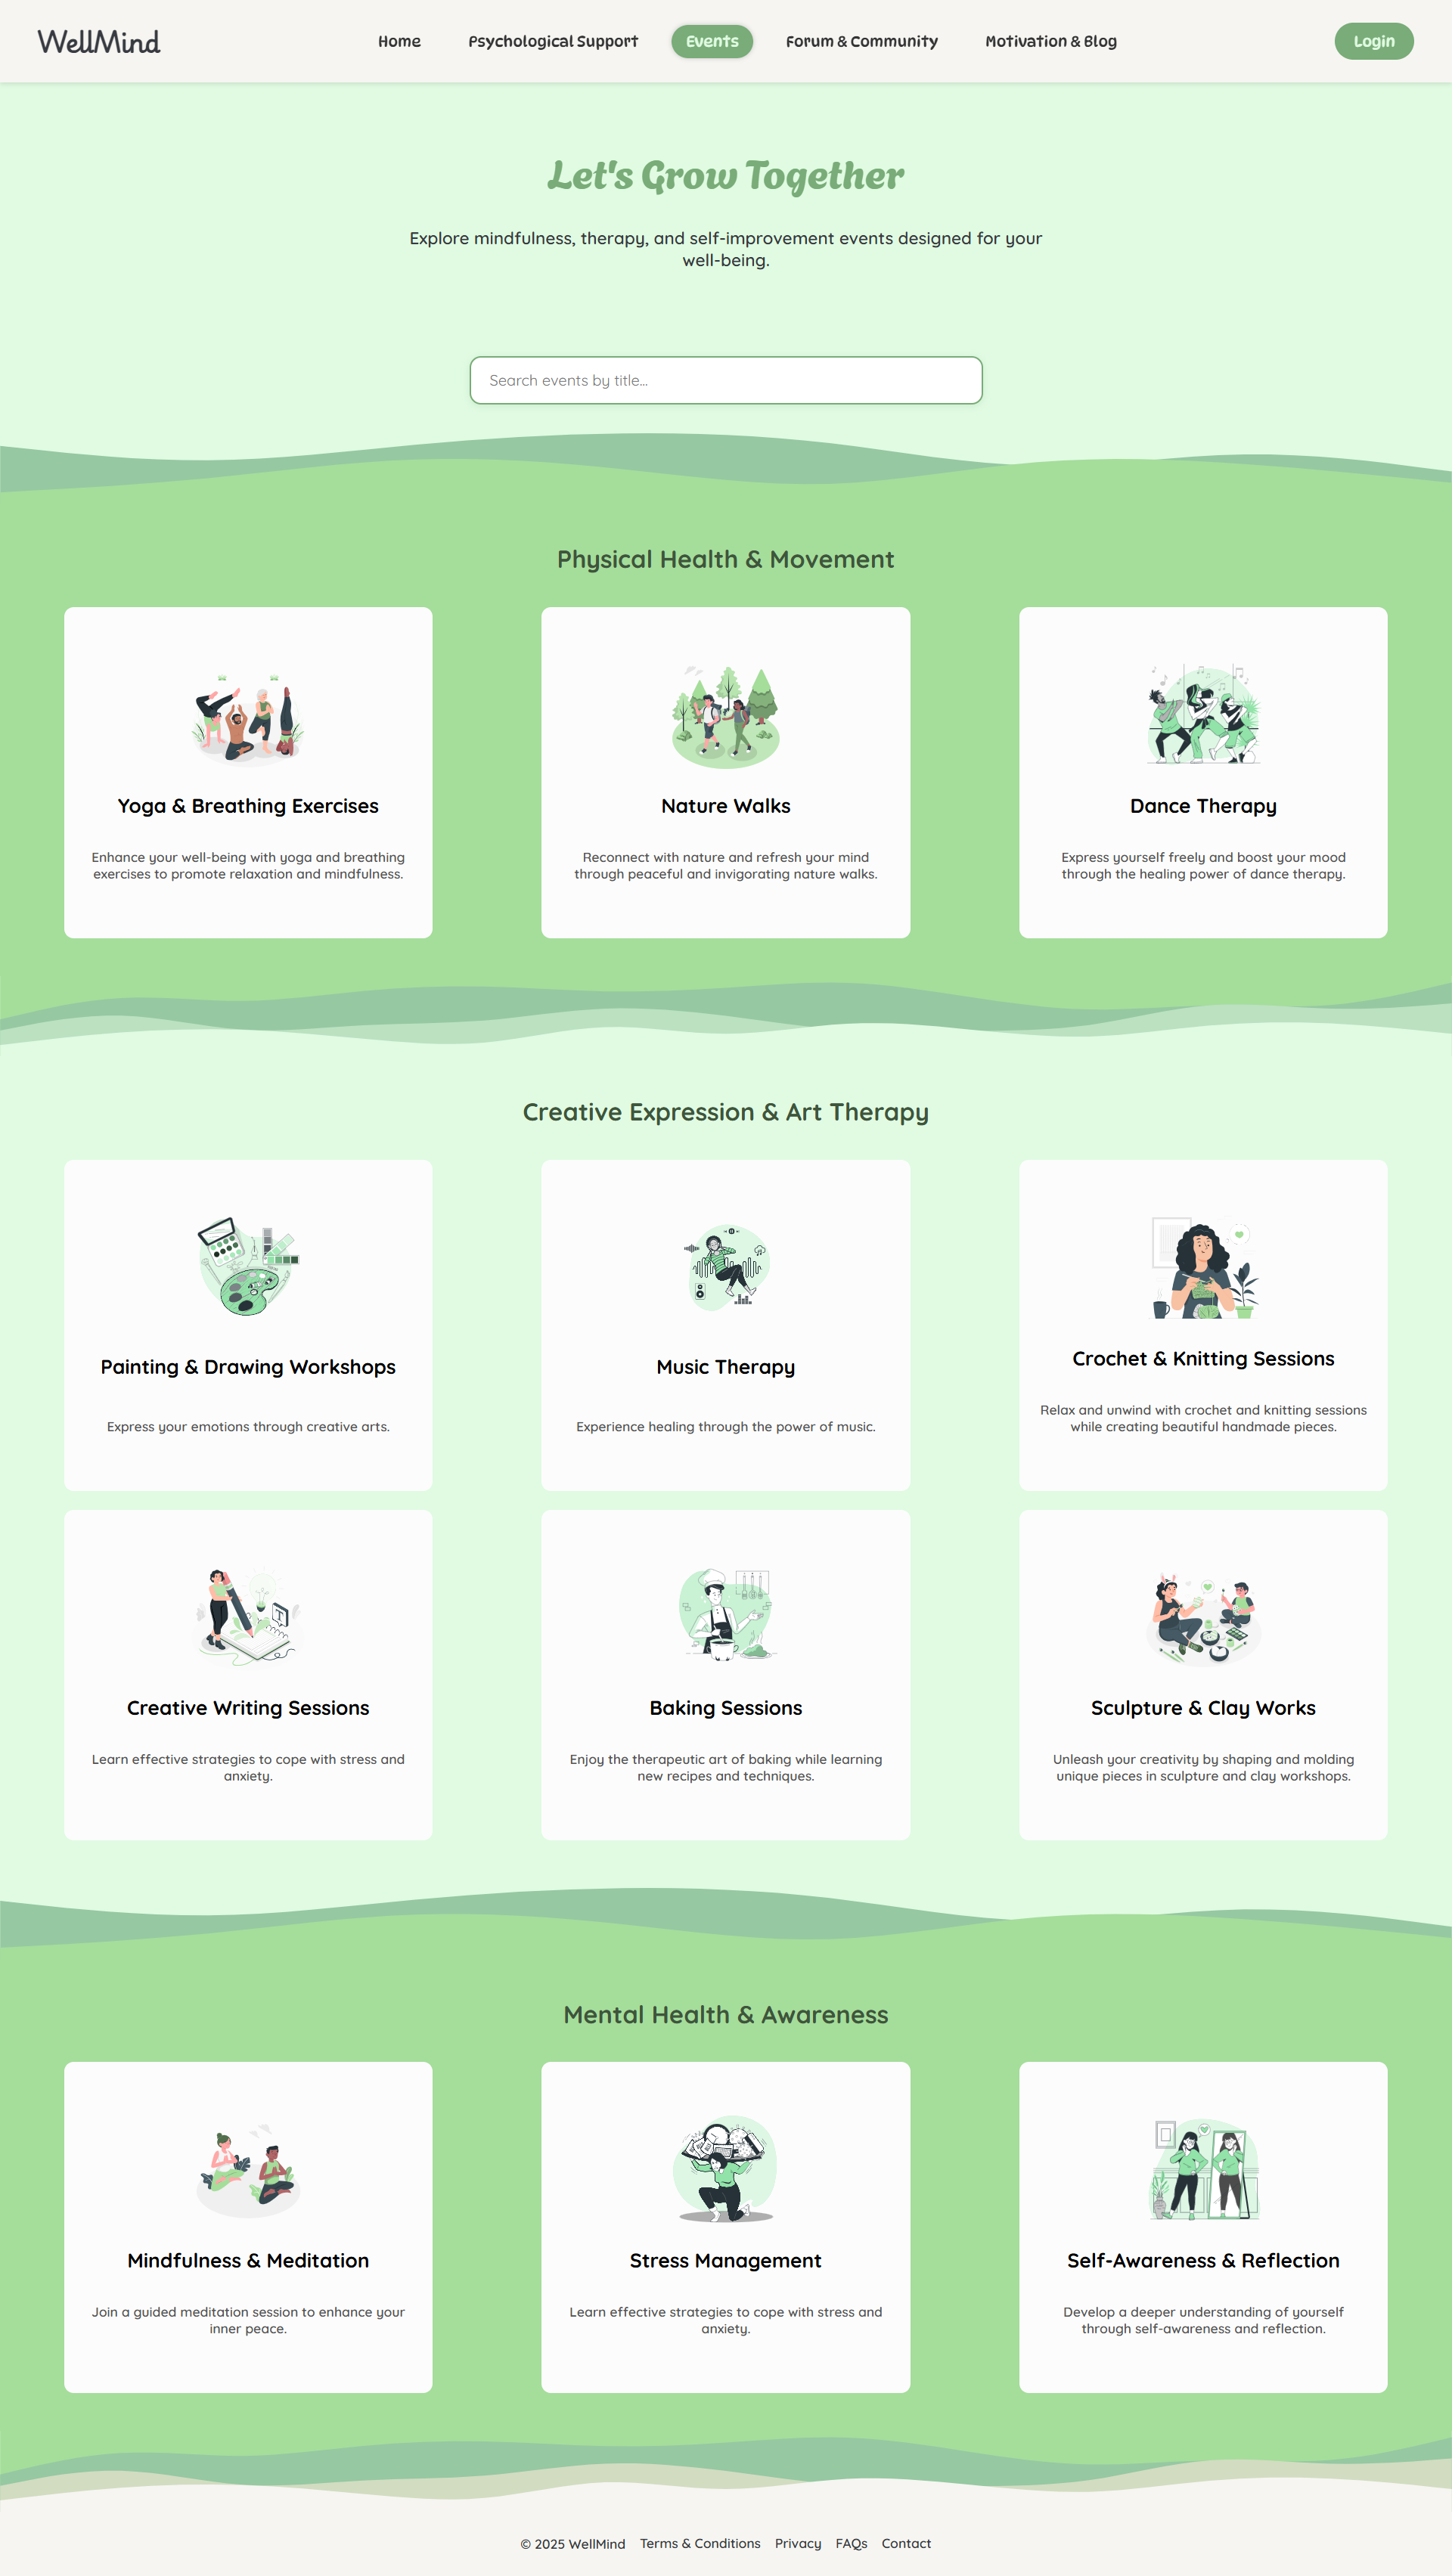 WellMind
Home
Psychological Support
Events
Forum & Community
Motivation & Blog
Login
Let's Grow Together
Explore mindfulness, therapy, and self-improvement events designed for your
well-being.
Search events by title...
Physical Health & Movement
Yoga & Breathing Exercises
Enhance your well-being with yoga and breathing
exercises to promote relaxation and mindfulness.
Nature Walks
Reconnect with nature and refresh your mind
through peaceful and invigorating nature walks.
Dance Therapy
Express yourself freely and boost your mood
through the healing power of dance therapy.
Creative Expression & Art Therapy
Painting & Drawing Workshops
Express your emotions through creative arts.
Music Therapy
Experience healing through the power of music.
Crochet & Knitting Sessions
Relax and unwind with crochet and knitting sessions
while creating beautiful handmade pieces.
Creative Writing Sessions
Learn effective strategies to cope with stress and
anxiety.
Baking Sessions
Enjoy the therapeutic art of baking while learning
new recipes and techniques.
Sculpture & Clay Works
Unleash your creativity by shaping and molding
unique pieces in sculpture and clay workshops.
Mental Health & Awareness
Mindfulness & Meditation
Join a guided meditation session to enhance your
inner peace.
Stress Management
Learn effective strategies to cope with stress and
anxiety.
Self-Awareness & Reflection
Develop a deeper understanding of yourself
through self-awareness and reflection.
© 2025 WellMind Terms & Conditions Privacy FAQs Contact